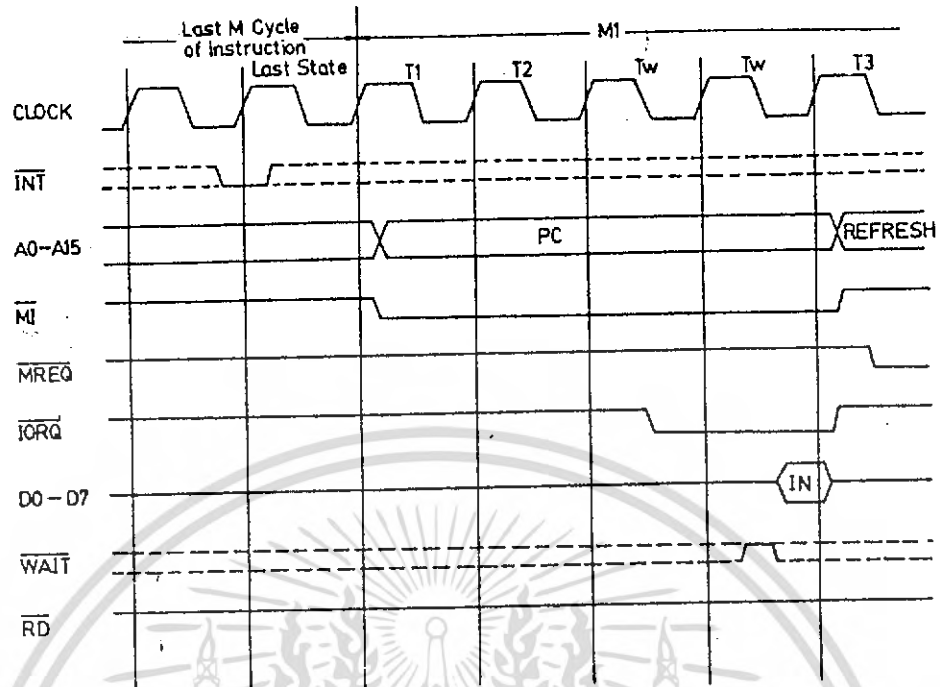 Last M Cycle
of Instruction
M1
Last State
T1
T2
Tw
Tw
T3
CLOCK
INT
A0-A15
PC
REFRESH
M1
MREQ
IORQ
D0-D7
IN
WAIT
RD